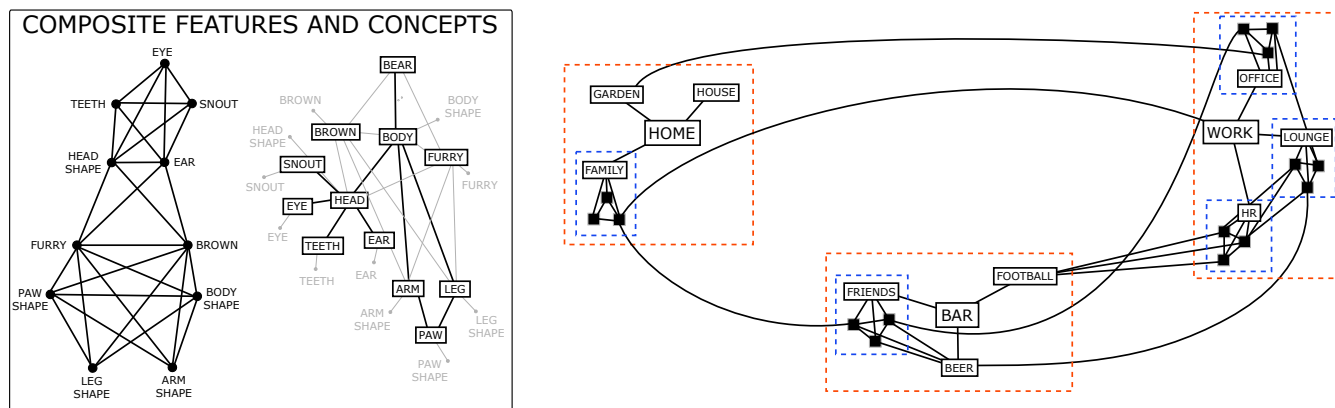 COMPOSITE FEATURES AND CONCEPTS
EYE
TEETH
SNOUT
HEAD
SHAPE
EAR
FURRY
BROWN
PAW
SHAPE
BODY
SHAPE
LEG
SHAPE
ARM
SHAPE
BEAR
BROWN
BODY
SHAPE
HEAD
SHAPE
BROWN
BODY
FURRY
SNOUT
SNOUT
FURRY
EYE
HEAD
EYE
TEETH
EAR
TEETH
EAR
ARM
LEG
ARM
SHAPE
LEG
SHAPE
PAW
PAW
SHAPE
GARDEN
HOUSE
HOME
FAMILY
FRIENDS
FOOTBALL
BAR
BEER
OFFICE
WORK
LOUNGE
HR